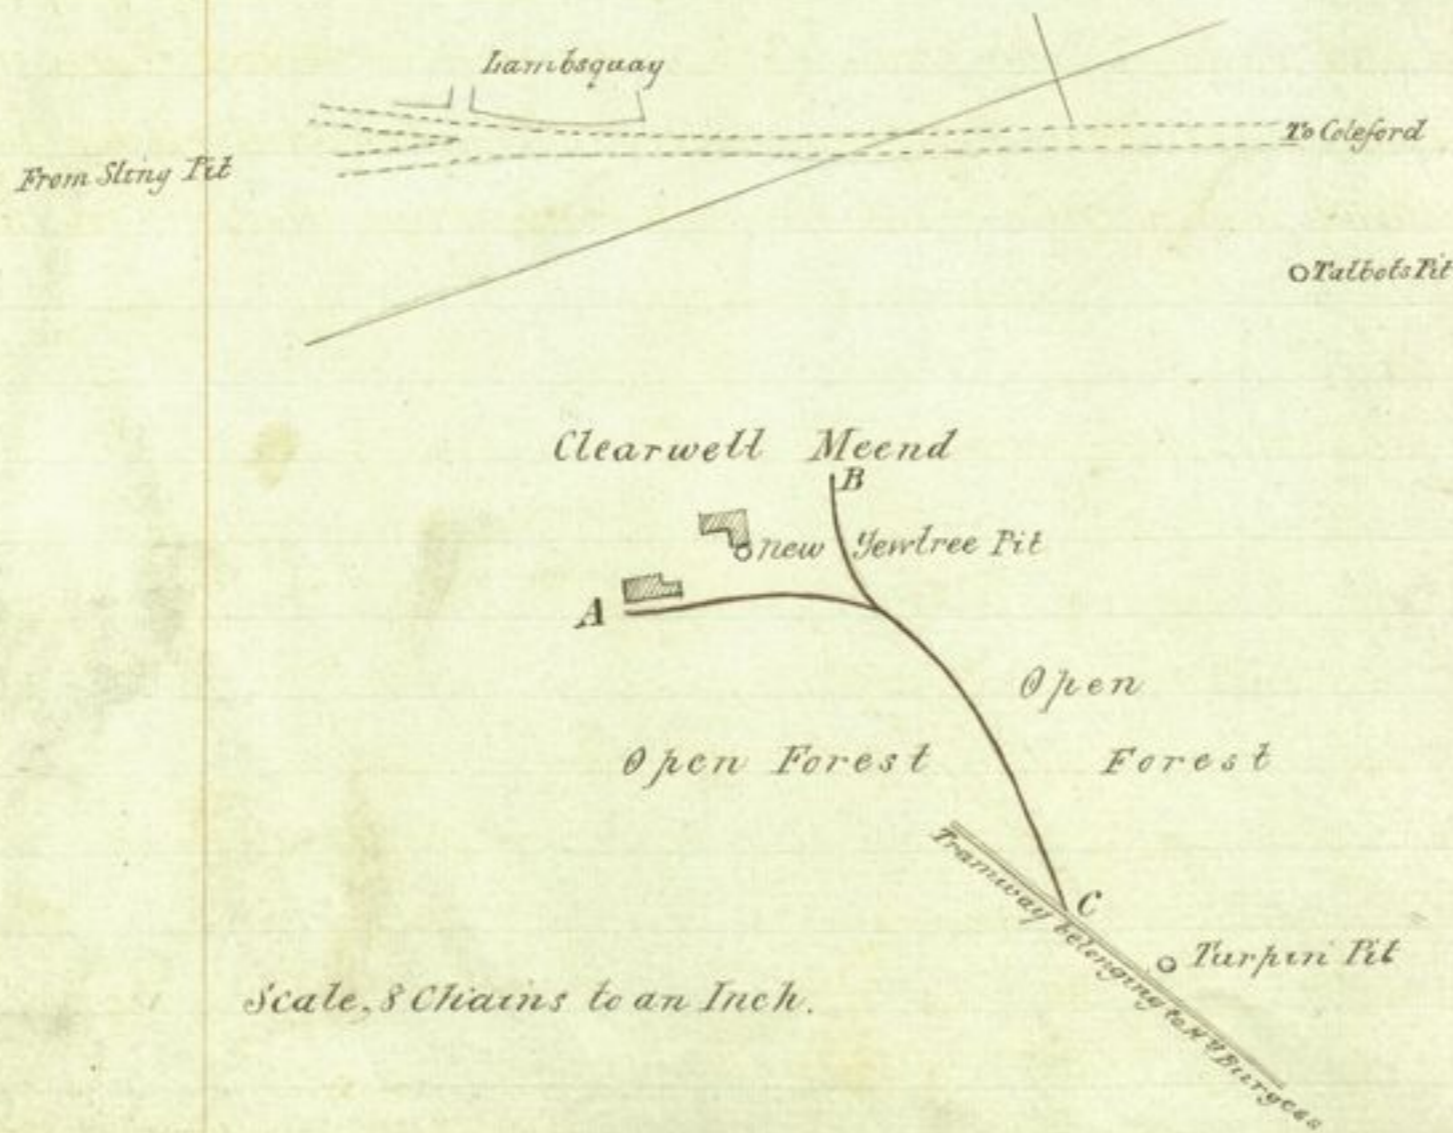 Lambsquay
To Coleford
From Sling Pit
Talbots Pit
Clearwell Meend
B
New Yewtree Pit
A
Open
Open Forest
Forest
C
Tramway belonging to Hy Burgess
Turpin Pit
Scale, 8 Chains to an Inch.